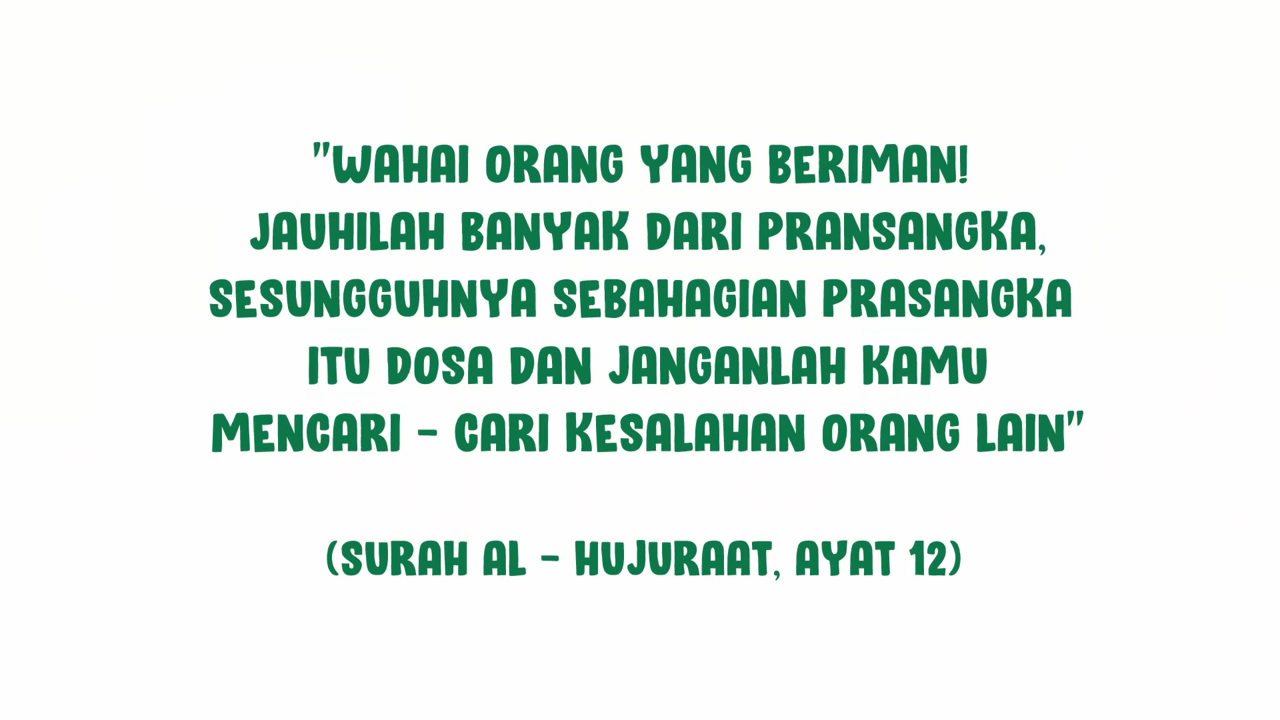 "WAHAI ORANG YANG BERIMAN!
JAUHILAH BANYAK DARI PRANSANGKA,
SESUNGGUHNYA SEBAHAGIAN PRASANGKA
ITU DOSA DAN JANGANLAH KAMU
MENCARI - CARI KESALAHAN ORANG LAIN"
(SURAH AL - HUJURAAT, AYAT 12)